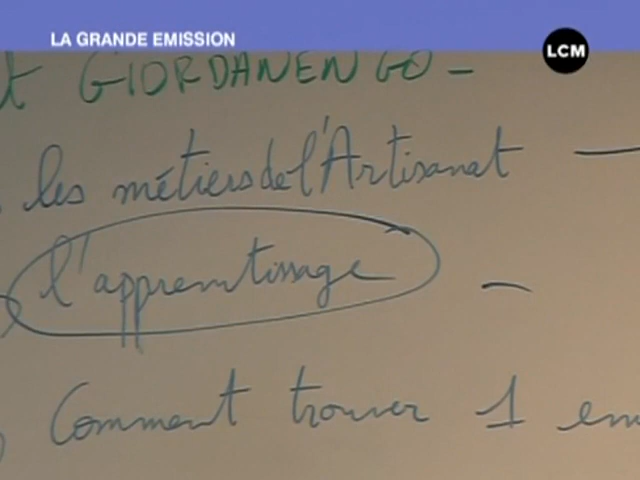 LA GRANDE EMISSION
LCM
t GIORDANENGO -
les métiers de l'Artisanat —
l'apprentissage -
Comment trouver 1